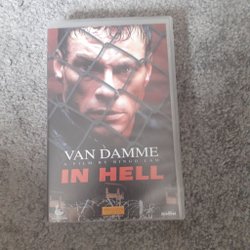 VAN DAMME
A FILM BY RINGO LAM
IN HELL